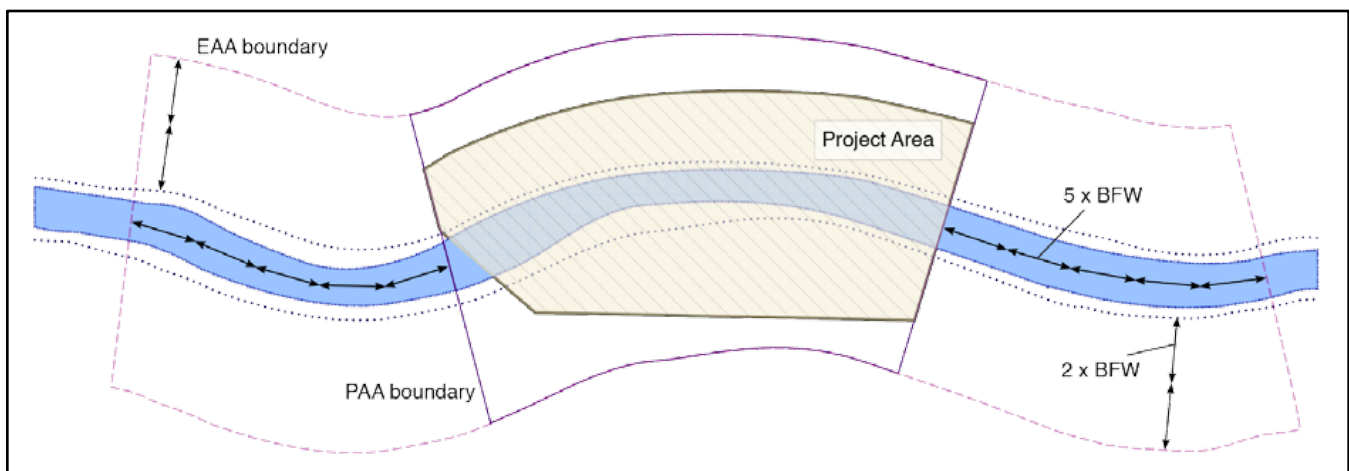 EAA boundary
Project Area
5 x BFW
2 x BFW
PAA boundary